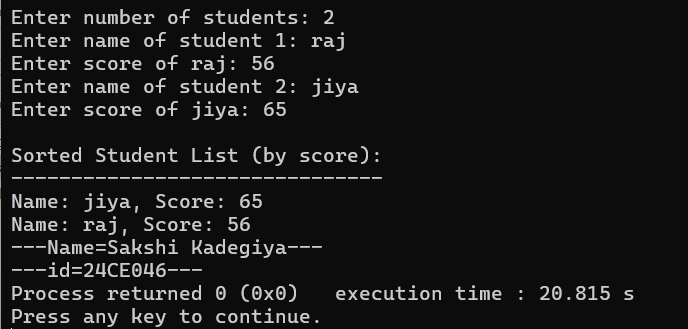 Enter number of students: 2
Enter name of student 1: raj
Enter score of raj: 56
Enter name of student 2: jiya
Enter score of jiya: 65

Sorted Student List (by score):
-------------------------------
Name: jiya, Score: 65
Name: raj, Score: 56
---Name=Sakshi Kadegiya---
---id=24CE046---
Process returned 0 (0x0)   execution time : 20.815 s
Press any key to continue.